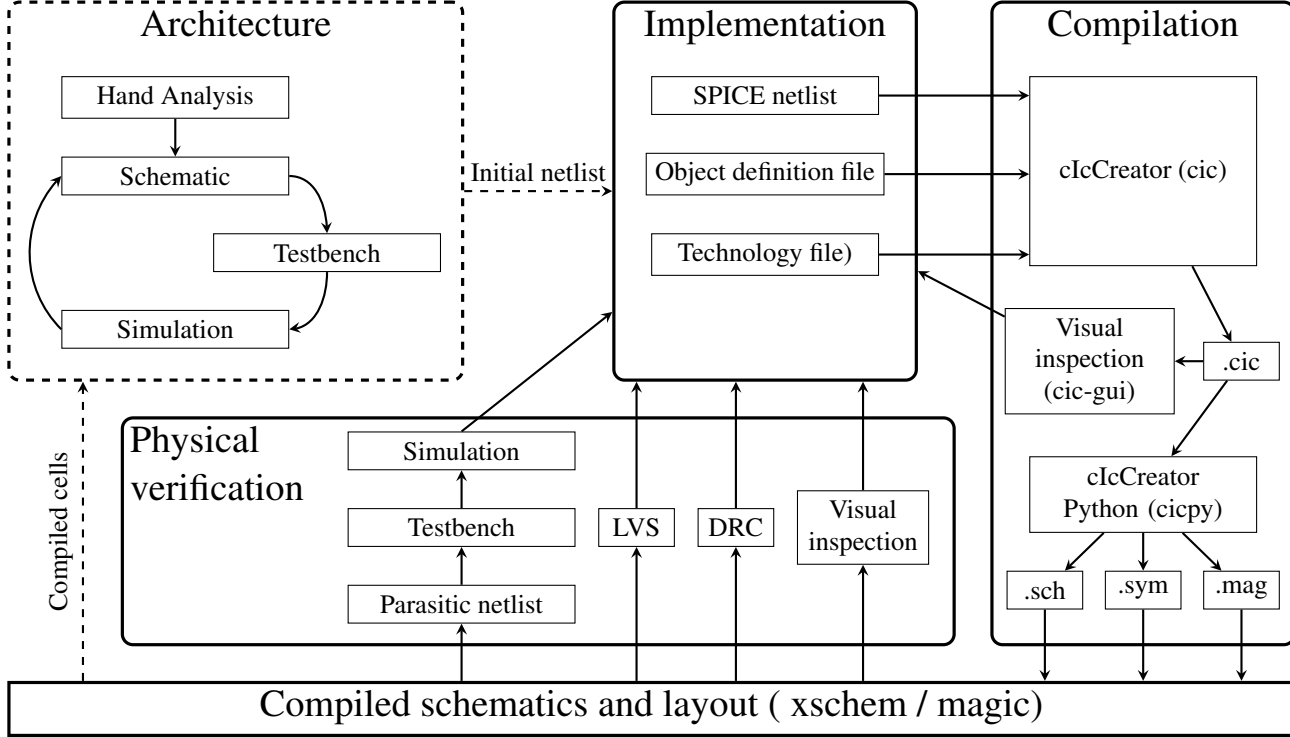 Architecture
Hand Analysis
Schematic
Testbench
Simulation
Initial netlist
Implementation
SPICE netlist
Object definition file
Technology file)
Compilation
cIcCreator (cic)
Visual
inspection
(cic-gui)
.cic
cIcCreator
Python (cicpy)
.sch
.sym
.mag
Compiled cells
Physical
verification
Simulation
Testbench
Parasitic netlist
LVS
DRC
Visual
inspection
Compiled schematics and layout ( xschem / magic)